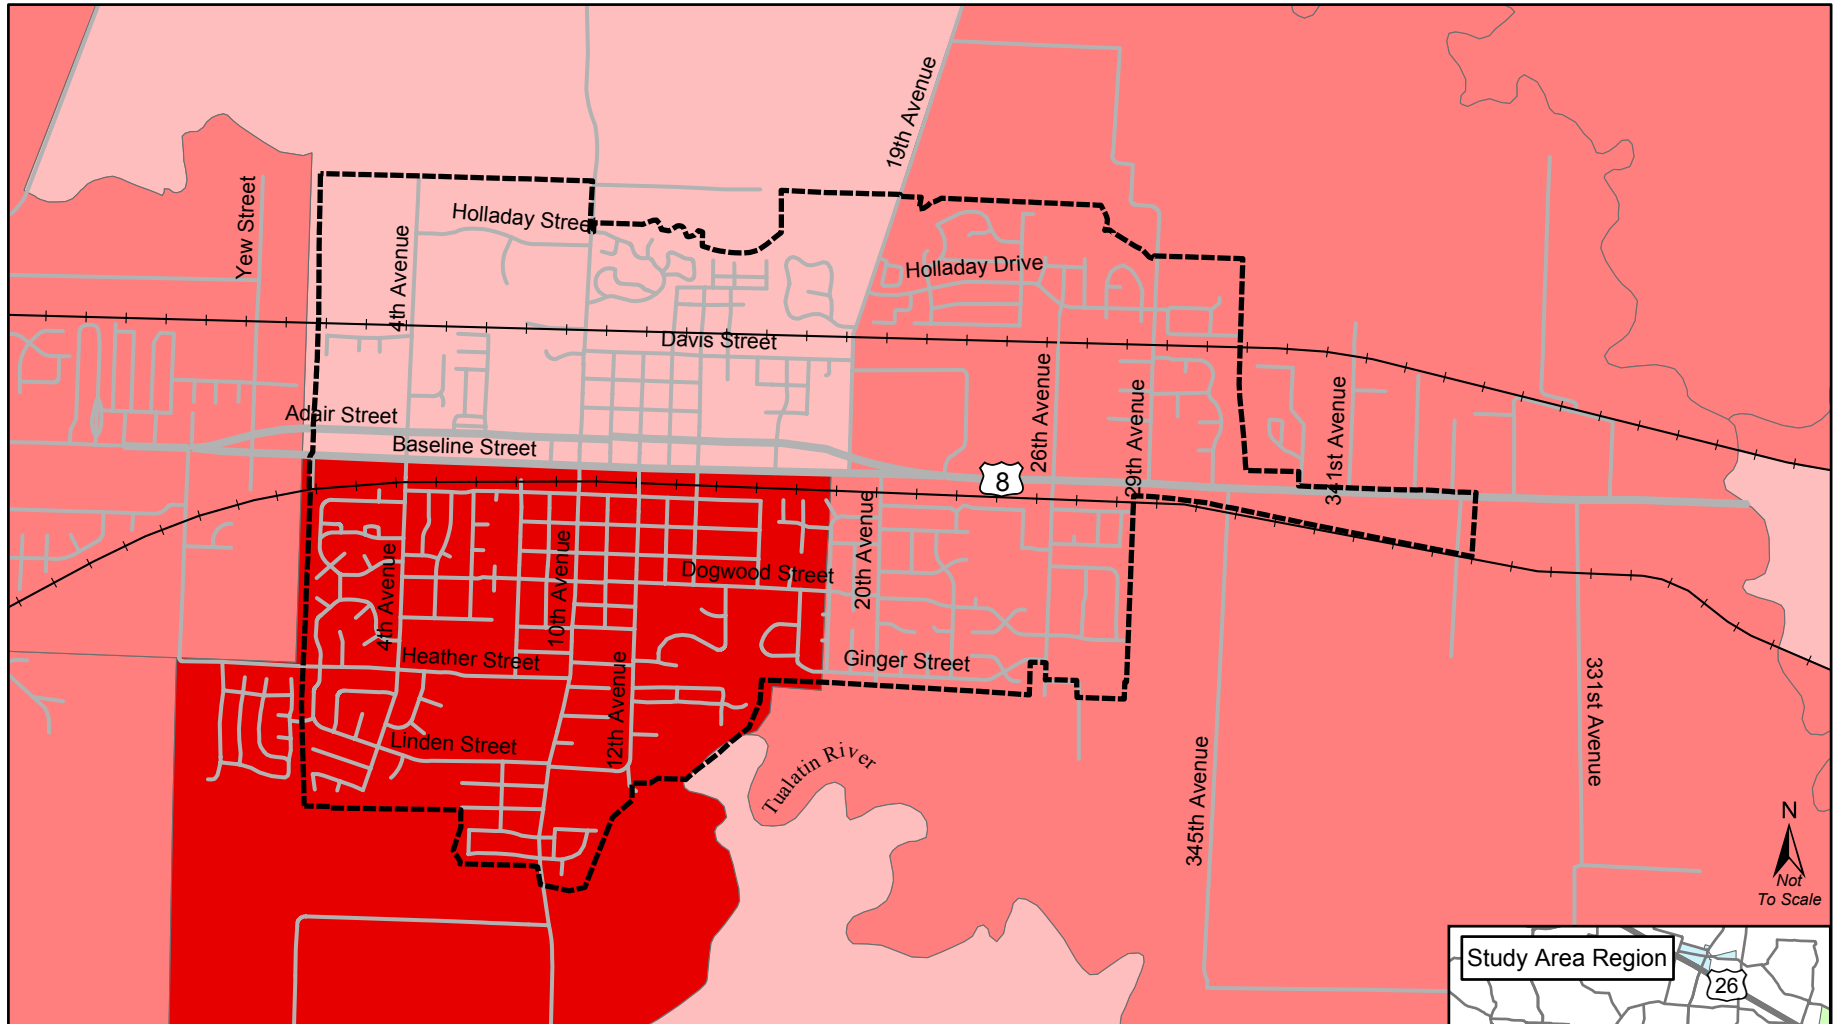 19th Avenue
Yew Street
Holladay Street
4th Avenue
Holladay Drive
Davis Street
Adair Street
Baseline Street
26th Avenue
29th Avenue
341st Avenue
8
10th Avenue
4th Avenue
Dogwood Street
20th Avenue
Heather Street
Ginger Street
12th Avenue
Linden Street
Tualatin River
345th Avenue
331st Avenue
N
Not
To Scale
Study Area Region
26